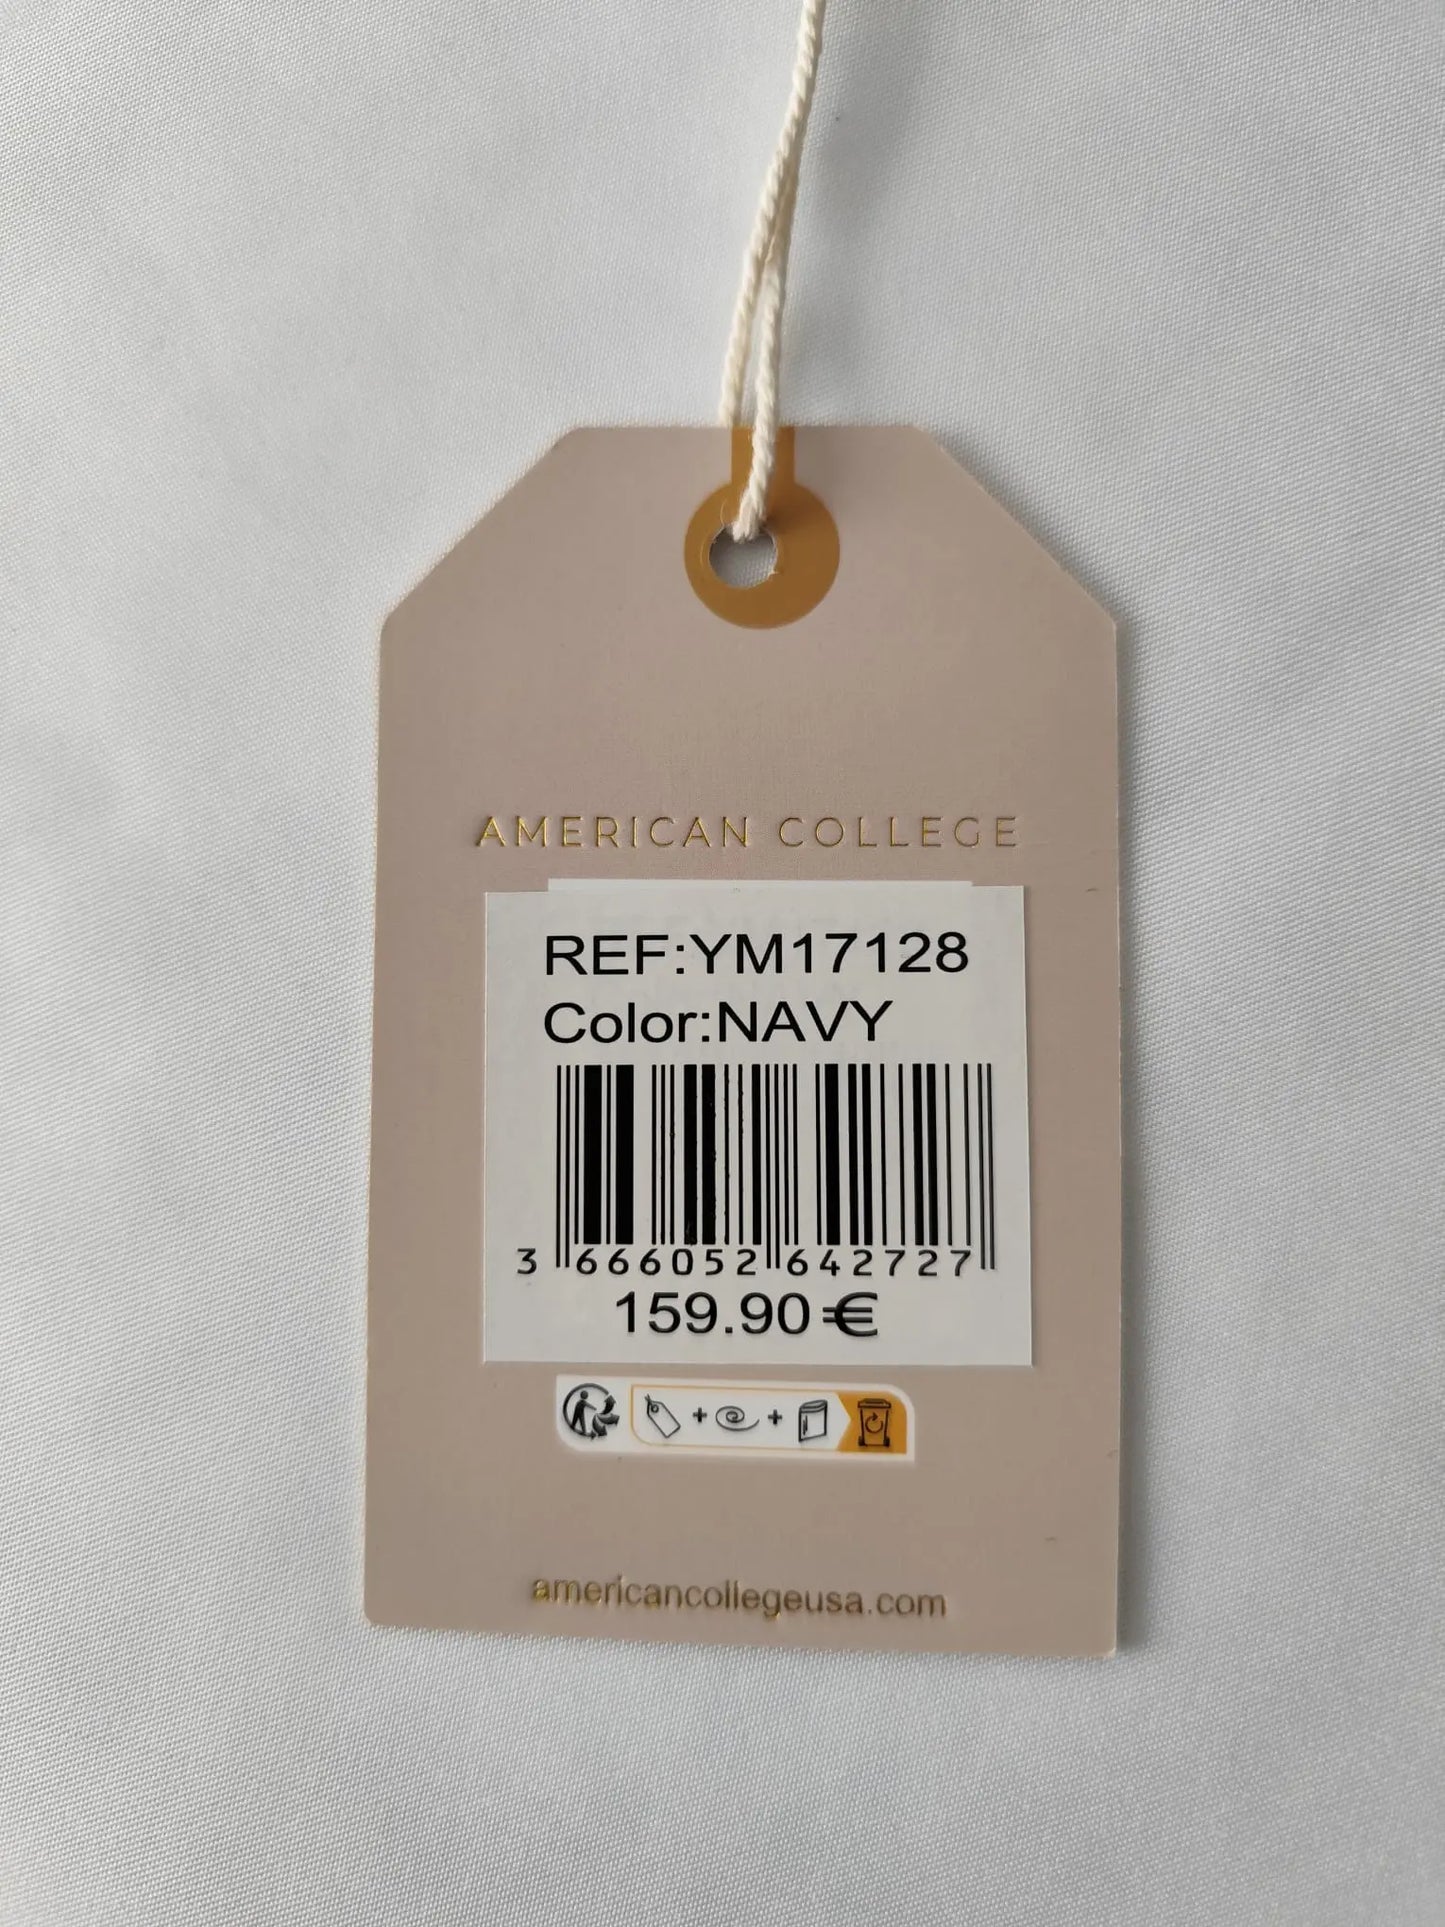 AMERICAN COLLEGE
REF:YM17128
Color:NAVY
3 666052 642727
159.90€
americancollegeusa.com